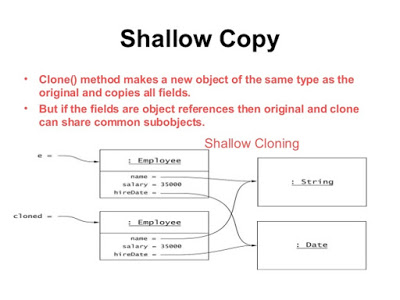 Shallow Copy
• Clone() method makes a new object of the same type as the
original and copies all fields.
• But if the fields are object references then original and clone
can share common subobjects.
Shallow Cloning
e =
: Employee
name =
salary = 35000
hireDate =
: String
cloned =
: Employee
name =
salary = 35000
hireDate =
: Date